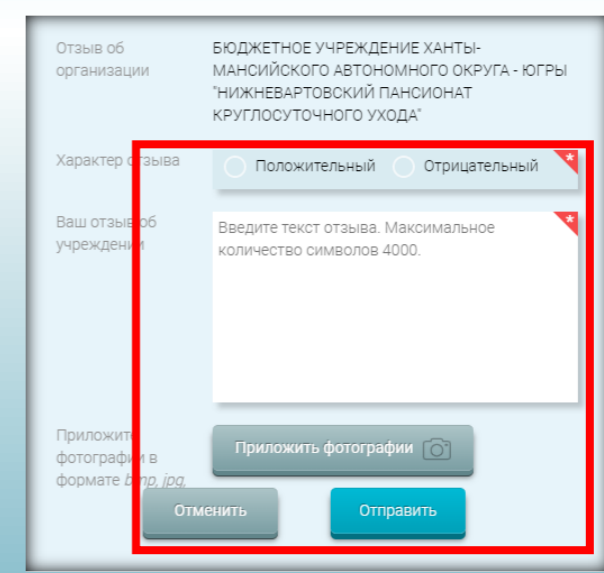 Отзыв об организации
БЮДЖЕТНОЕ УЧРЕЖДЕНИЕ ХАНТЫ-
МАНСИЙСКОГО АВТОНОМНОГО ОКРУГА - ЮГРЫ
"НИЖНЕВАРТОВСКИЙ ПАНСИОНАТ
КРУГЛОСУТОЧНОГО УХОДА"
Характер отзыва
Положительный Отрицательный *
Ваш отзыв об
учреждении
Введите текст отзыва. Максимальное *
количество символов 4000.
Приложите
фотографии в
формате bmp, jpg,
Приложить фотографии
Отменить Отправить